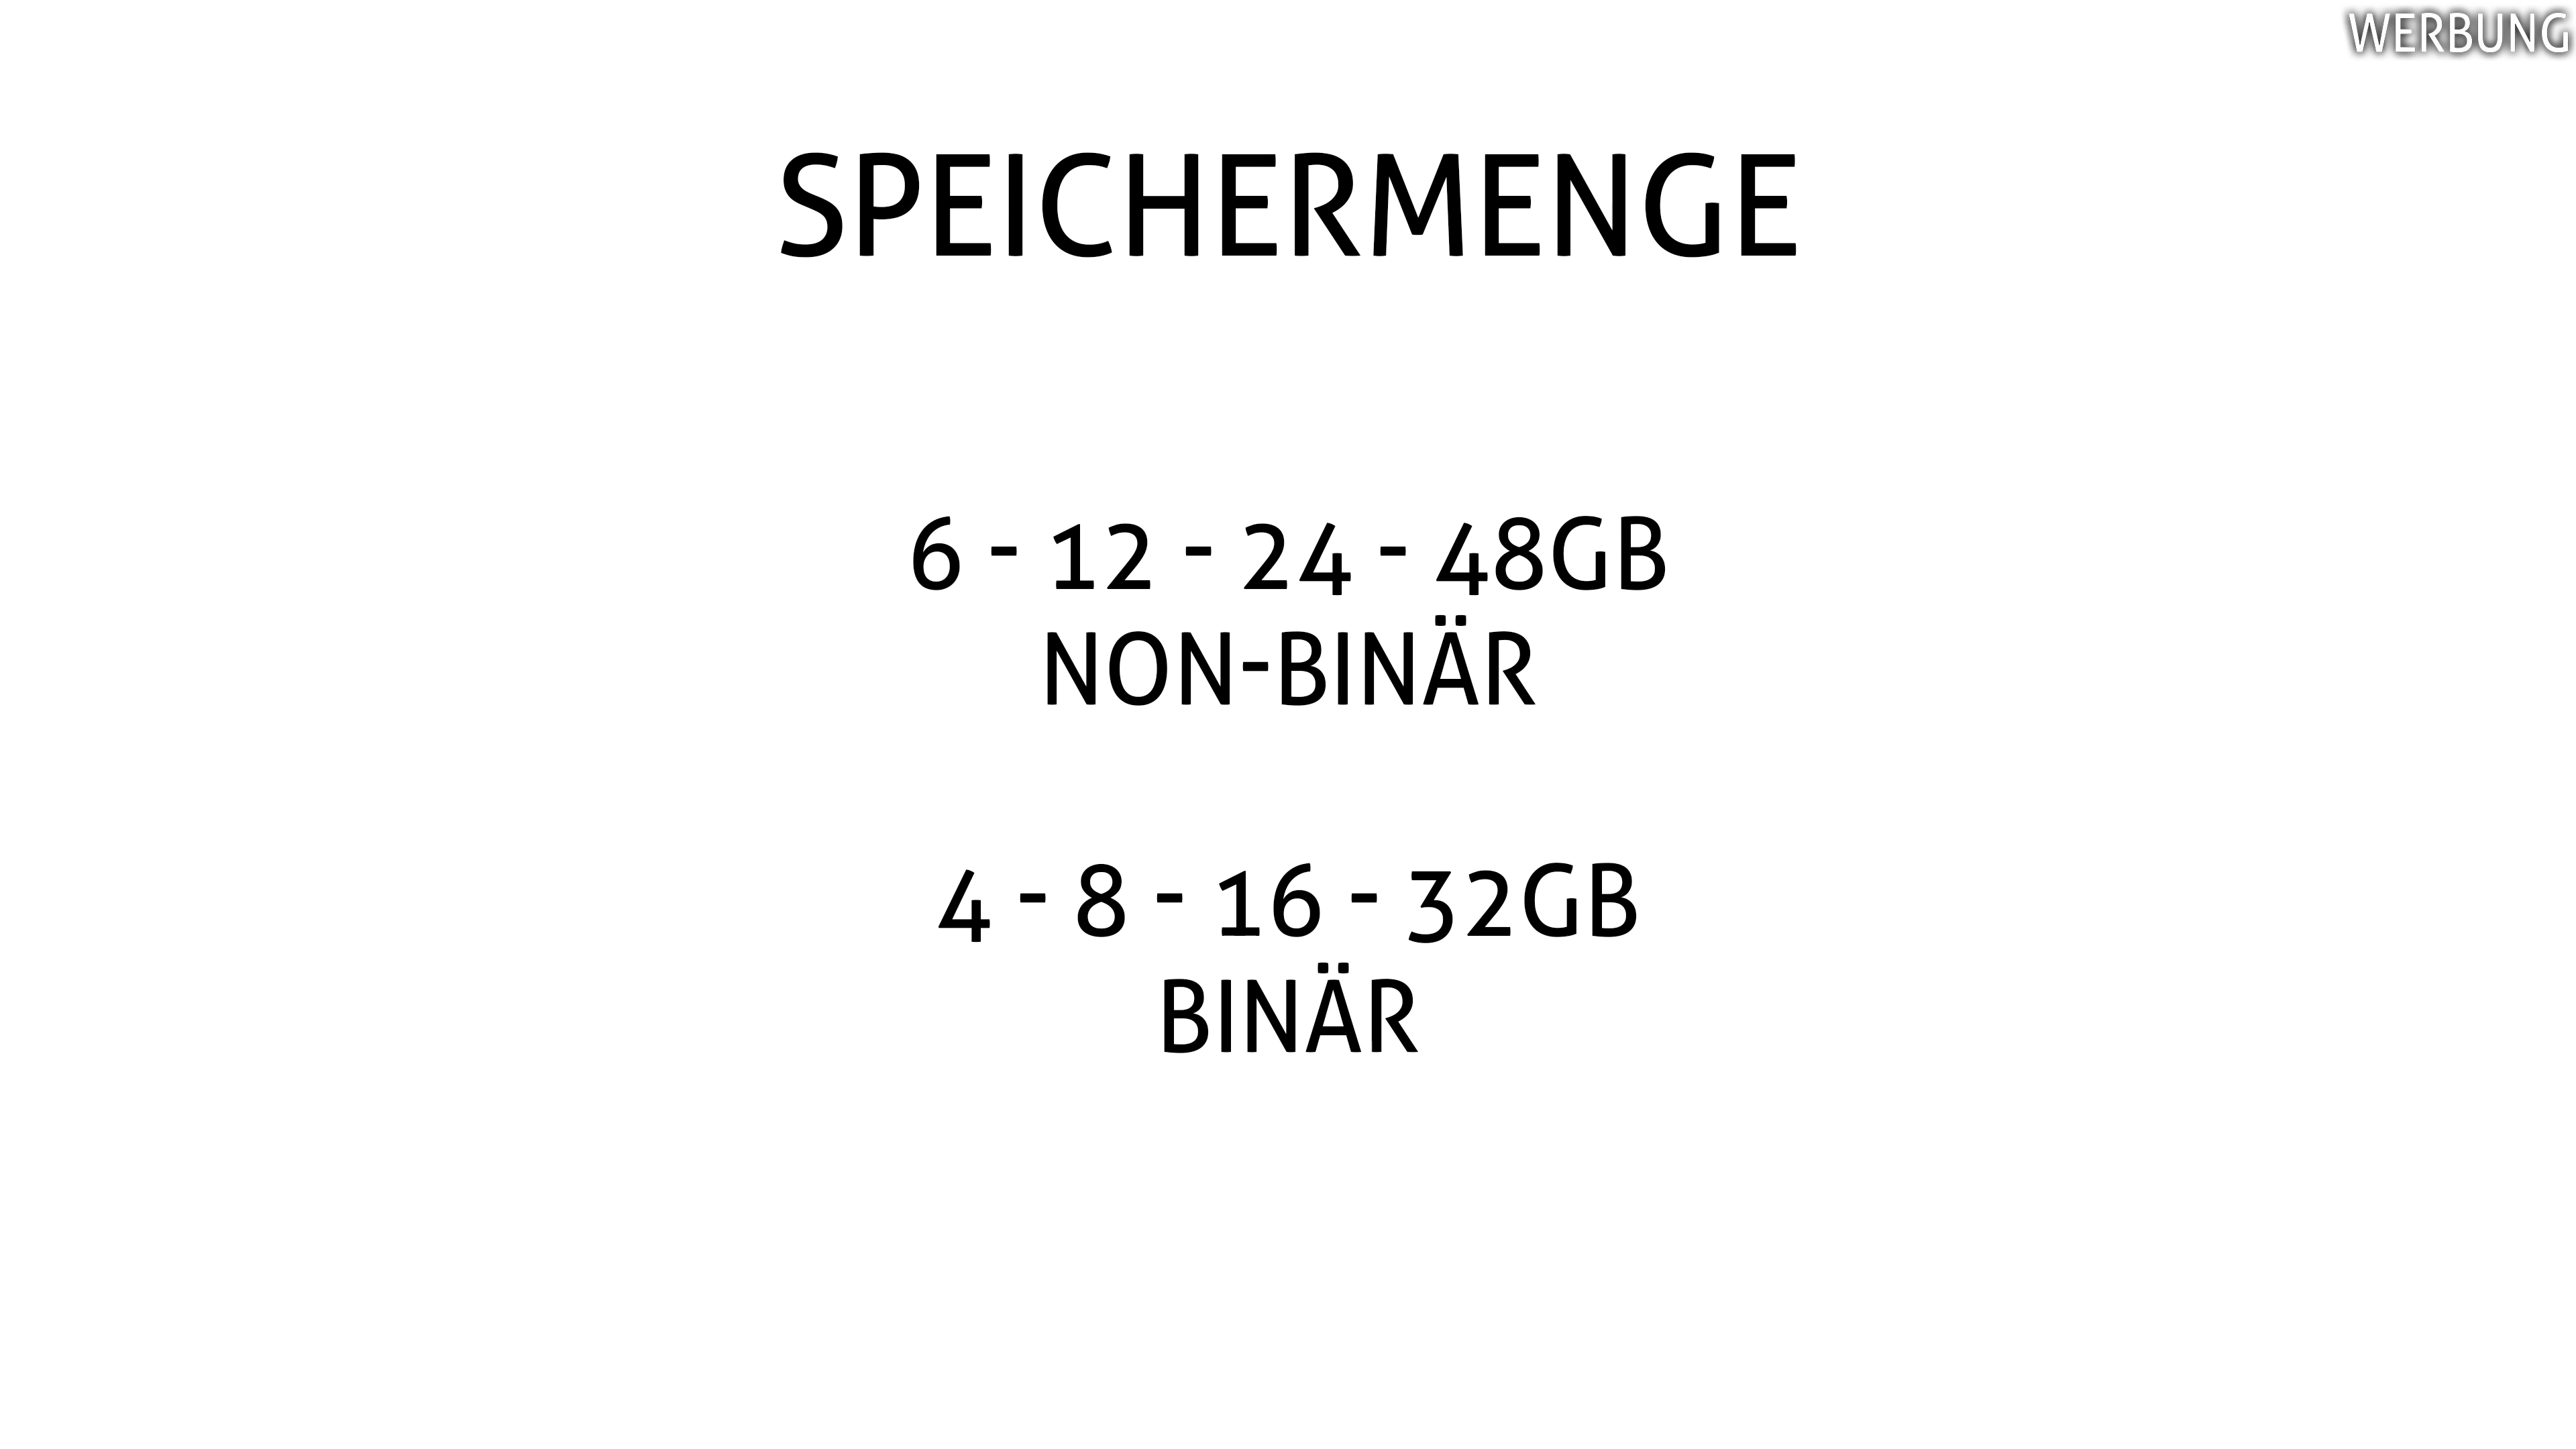 WERBUNG
SPEICHERMENGE
6 - 12 - 24 - 48GB
NON-BINÄR
4 - 8 - 16 - 32GB
BINÄR